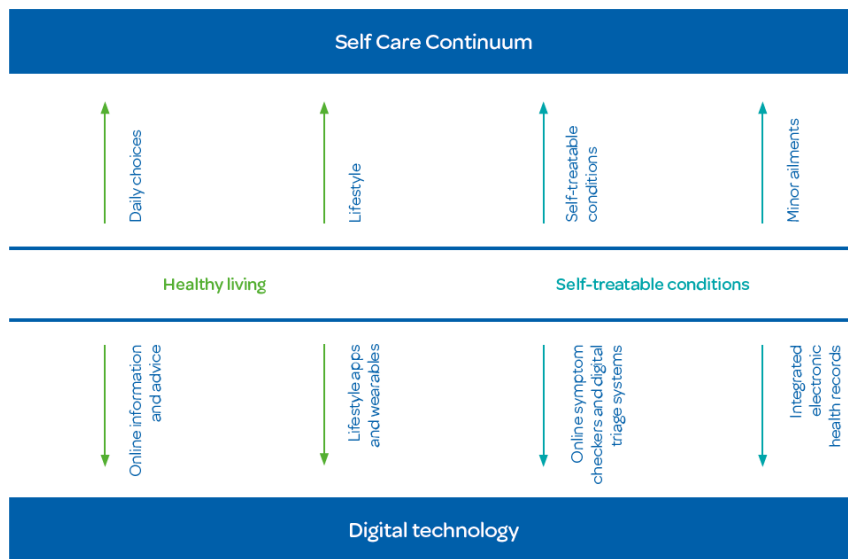 Self Care Continuum
Daily choices
Lifestyle
Self-treatable
conditions
Minor ailments
Healthy living
Self-treatable conditions
Online information
and advice
Lifestyle apps
and wearables
Online symptom
checkers and digital
triage systems
Integrated
electronic
health records
Digital technology